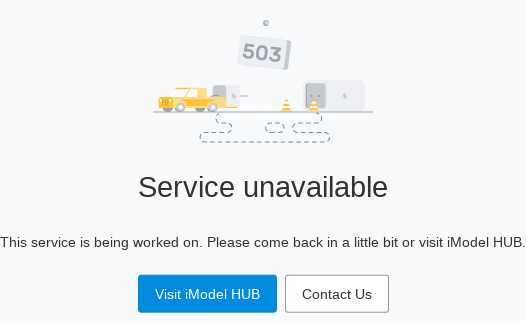 503
Service unavailable
This service is being worked on. Please come back in a little bit or visit iModel HUB.
Visit iModel HUB
Contact Us